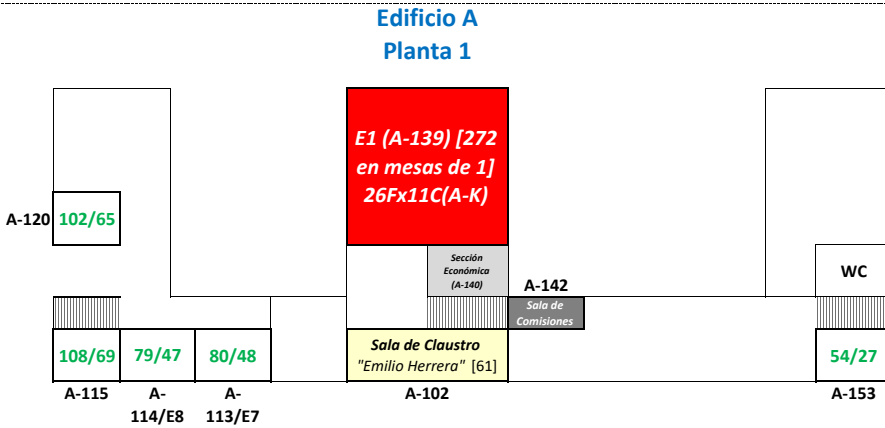 Edificio A
Planta 1
E1 (A-139) [272
en mesas de 1]
26Fx11C(A-K)
A-120
102/65
Sección
Económica
(A-140)
A-142
WC
Sala de
Comisiones
108/69
79/47
80/48
Sala de Claustro
"Emilio Herrera" [61]
54/27
A-115
A-
114/E8
A-
113/E7
A-102
A-153